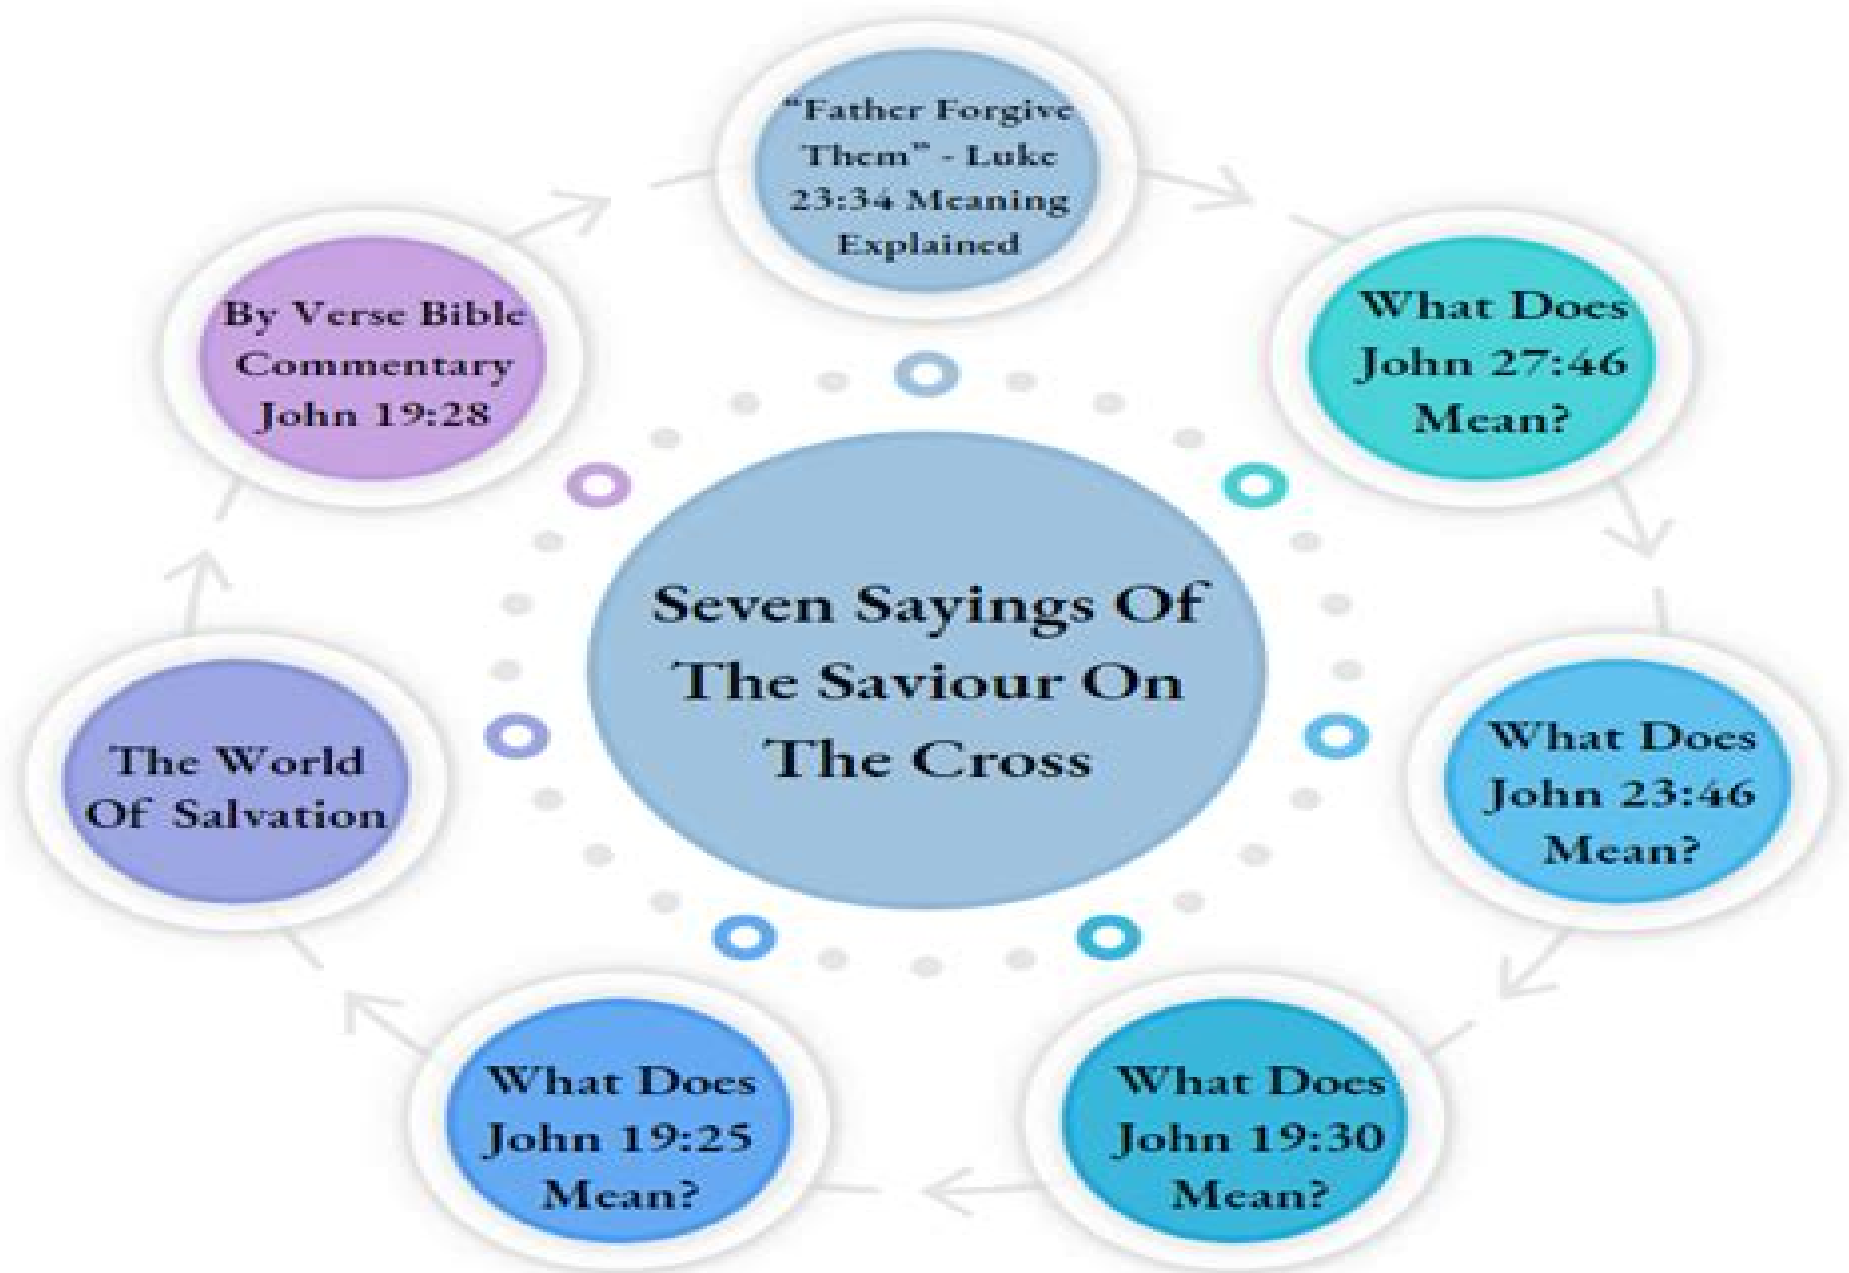 “Father Forgive
Them” - Luke
23:34 Meaning
Explained
What Does
John 27:46
Mean?
What Does
John 23:46
Mean?
What Does
John 19:30
Mean?
What Does
John 19:25
Mean?
The World
Of Salvation
By Verse Bible
Commentary
John 19:28
Seven Sayings Of
The Saviour On
The Cross